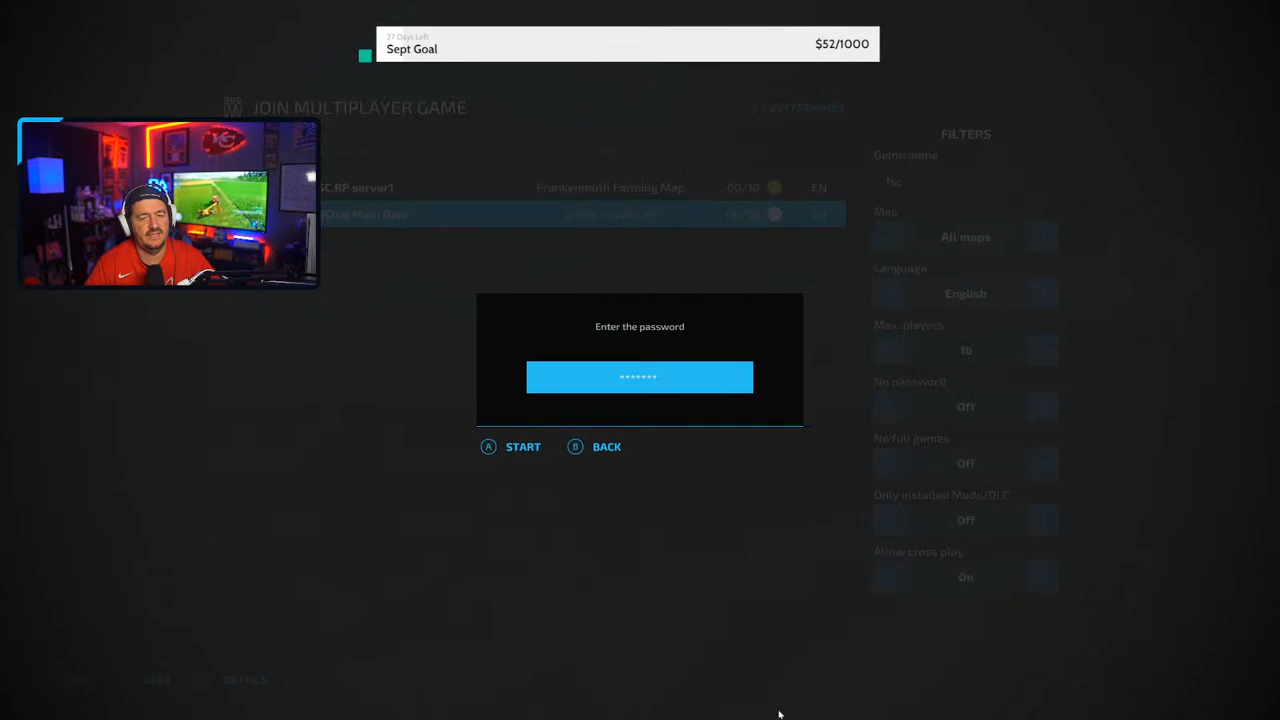 27 Days Left
Sept Goal
$52/1000
JOIN MULTIPLAYER GAME
GAMES
FILTERS
Game name
fsc
SC.RP server1
Frankenmuth Farming Map
00/10
EN
Map
All maps
Language
English
Enter the password
*******
Max. players
16
No password
Off
A START
B BACK
No full games
Off
Only installed Mods/DLC
Off
Allow cross play
On
DETAILS